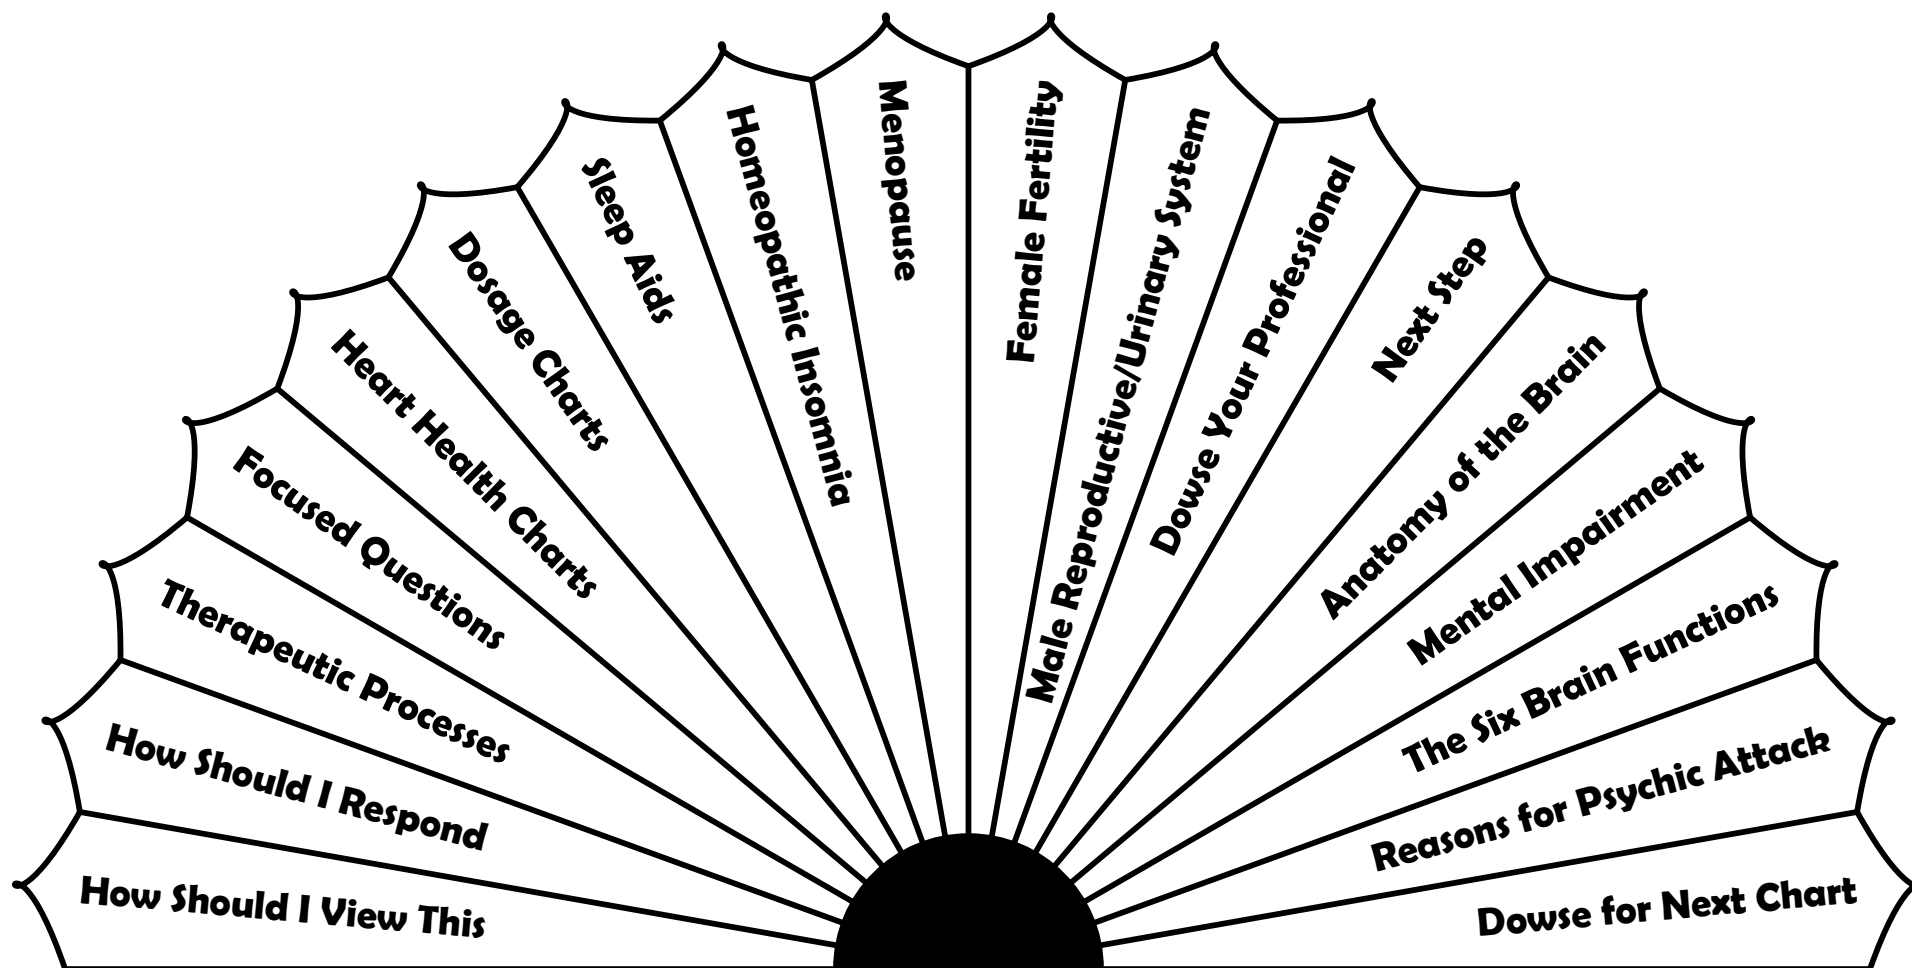 How Should I View This
How Should I Respond
Therapeutic Processes
Focused Questions
Heart Health Charts
Dosage Charts
Sleep Aids
Homeopathic Insomnia
Menopause
Female Fertility
Male Reproductive/Urinary System
Dowse Your Professional
Next Step
Anatomy of the Brain
Mental Impairment
The Six Brain Functions
Reasons for Psychic Attack
Dowse for Next Chart